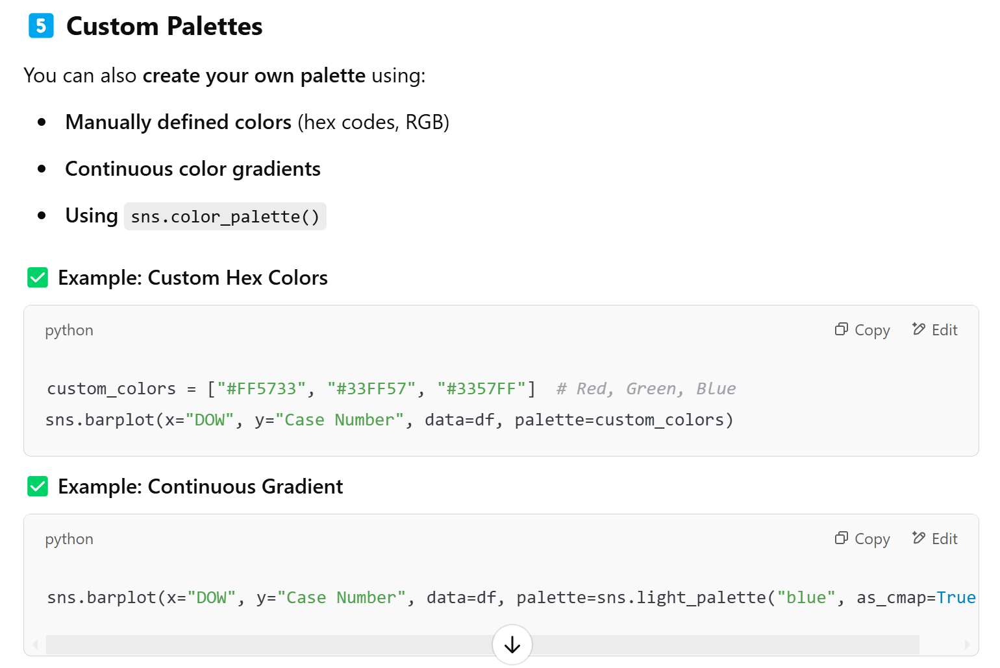 5 Custom Palettes
You can also create your own palette using:
• Manually defined colors (hex codes, RGB)
• Continuous color gradients
• Using sns.color_palette()
Example: Custom Hex Colors
python Copy Edit
custom_colors = ["#FF5733", "#33FF57", "#3357FF"]  # Red, Green, Blue
sns.barplot(x="DOW", y="Case Number", data=df, palette=custom_colors)
Example: Continuous Gradient
python Copy Edit
sns.barplot(x="DOW", y="Case Number", data=df, palette=sns.light_palette("blue", as_cmap=True